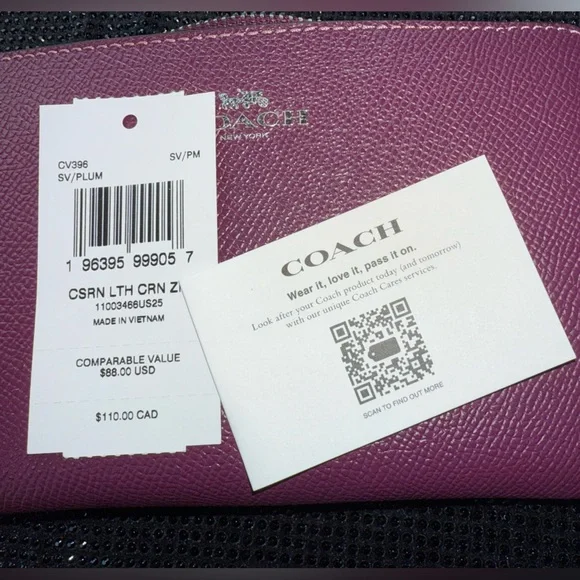 COACH
NEW YORK
CV396 SV/PM
SV/PLUM
1 96395 99905 7
CSRN LTH CRN
11003466US25
MADE IN VIETNAM
COMPARABLE VALUE
$88.00 USD
$110.00 CAD
COACH
Wear it, love it, pass it on.
Look after your Coach product today (and tomorrow)
with our unique Coach Cares services.
SCAN TO FIND OUT MORE